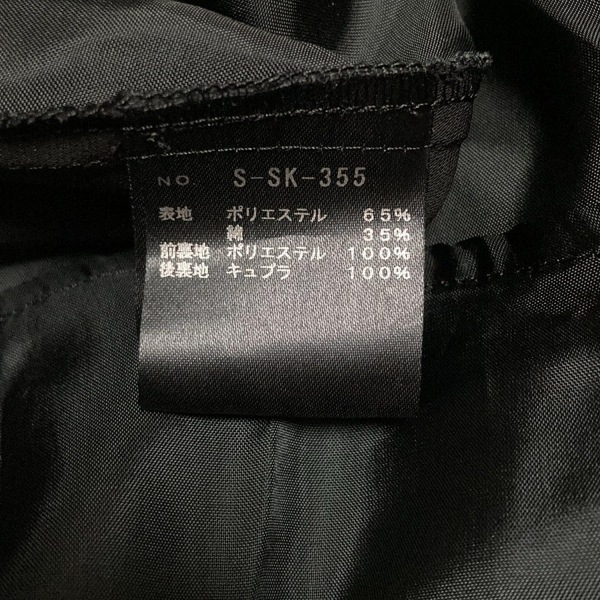 NO. S-SK-355
表地 ポリエステル 65%
綿 35%
前裏地 ポリエステル 100%
後裏地 キュプラ 100%